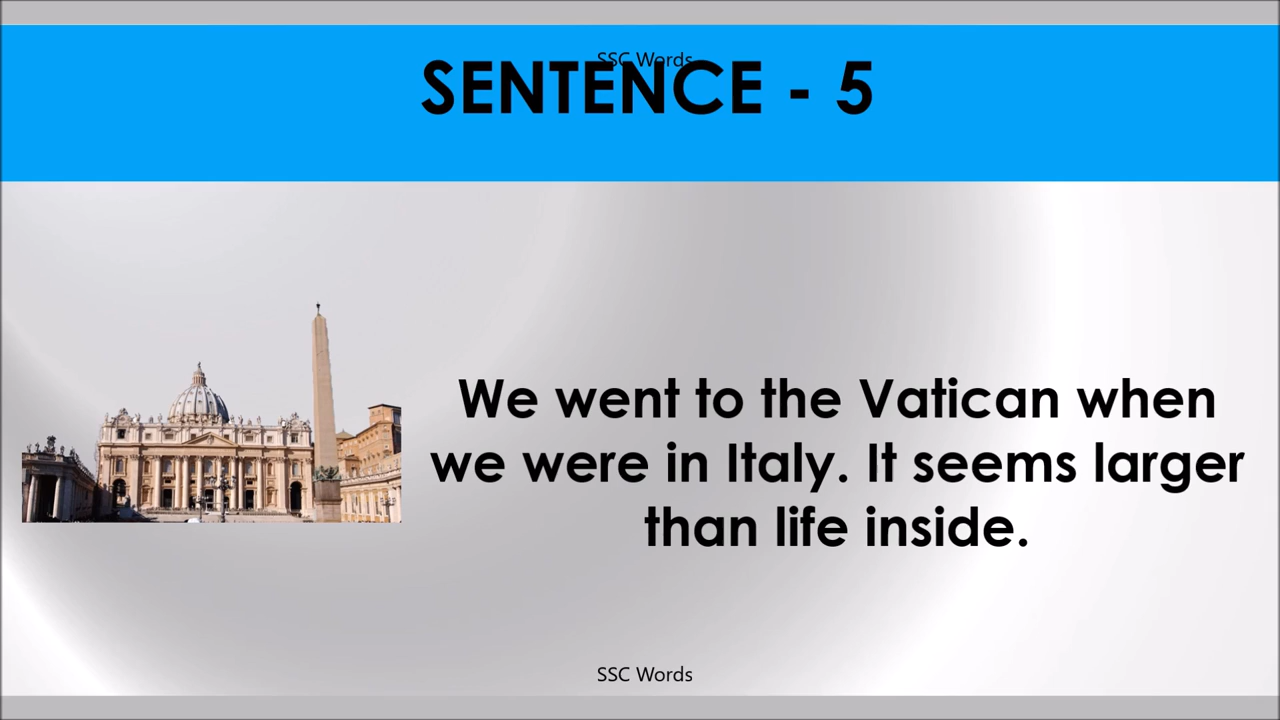 SSC Words
SENTENCE - 5
We went to the Vatican when
we were in Italy. It seems larger
than life inside.
SSC Words